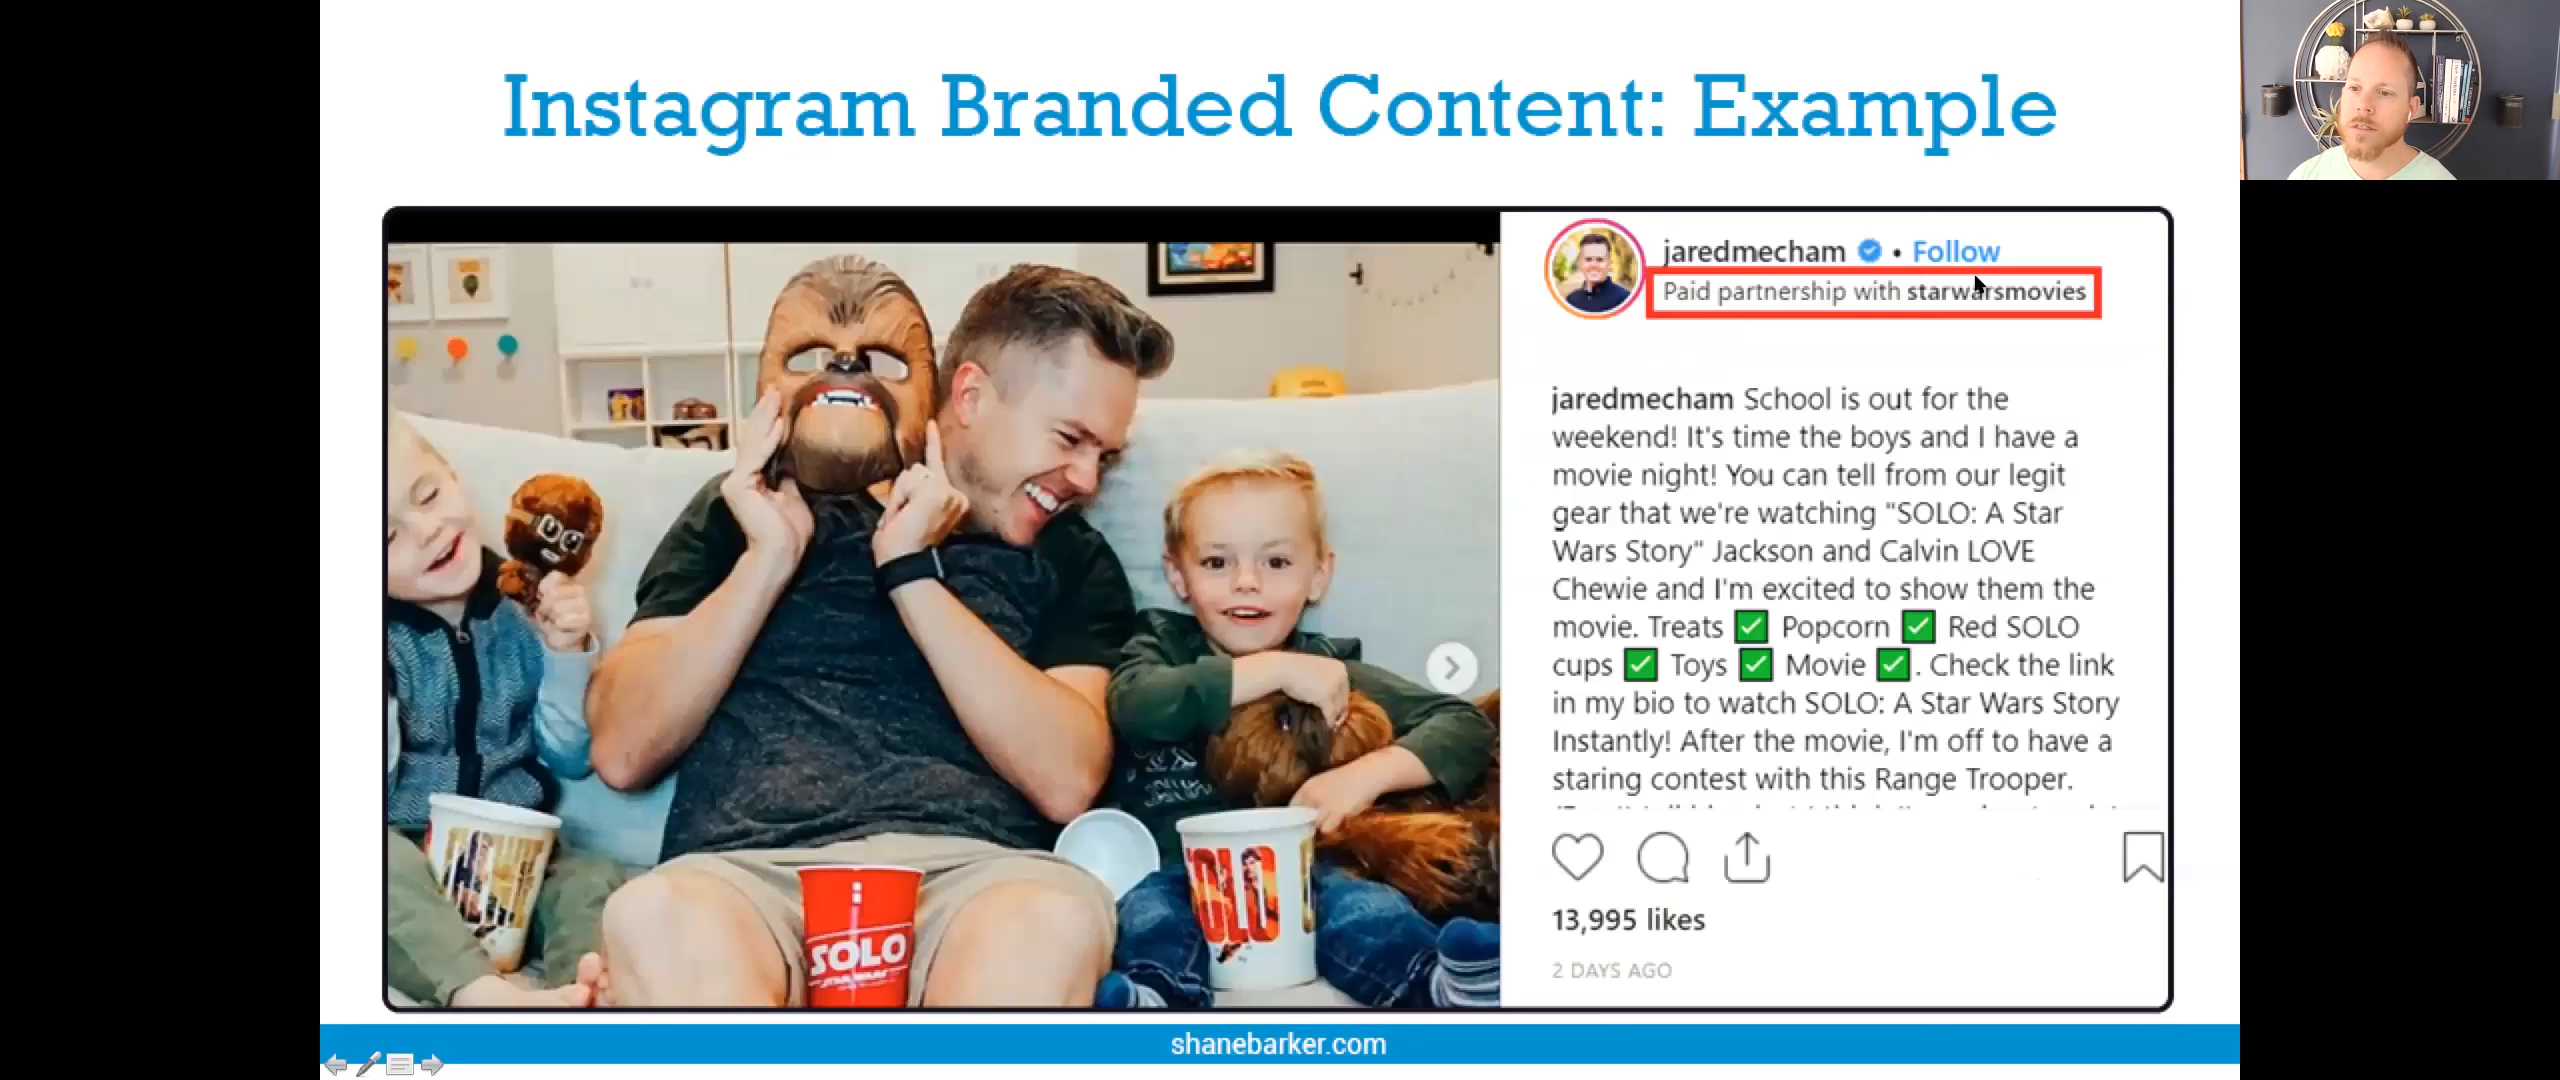 Instagram Branded Content: Example
jaredmecham • Follow
Paid partnership with starwarsmovies
jaredmecham School is out for the
weekend! It's time the boys and I have a
movie night! You can tell from our legit
gear that we're watching "SOLO: A Star
Wars Story" Jackson and Calvin LOVE
Chewie and I'm excited to show them the
movie. Treats ✅ Popcorn ✅ Red SOLO
cups ✅ Toys ✅ Movie ✅. Check the link
in my bio to watch SOLO: A Star Wars Story
Instantly! After the movie, I'm off to have a
staring contest with this Range Trooper.
13,995 likes
2 DAYS AGO
SOLO
STAR WARS
OLO
shanebarker.com